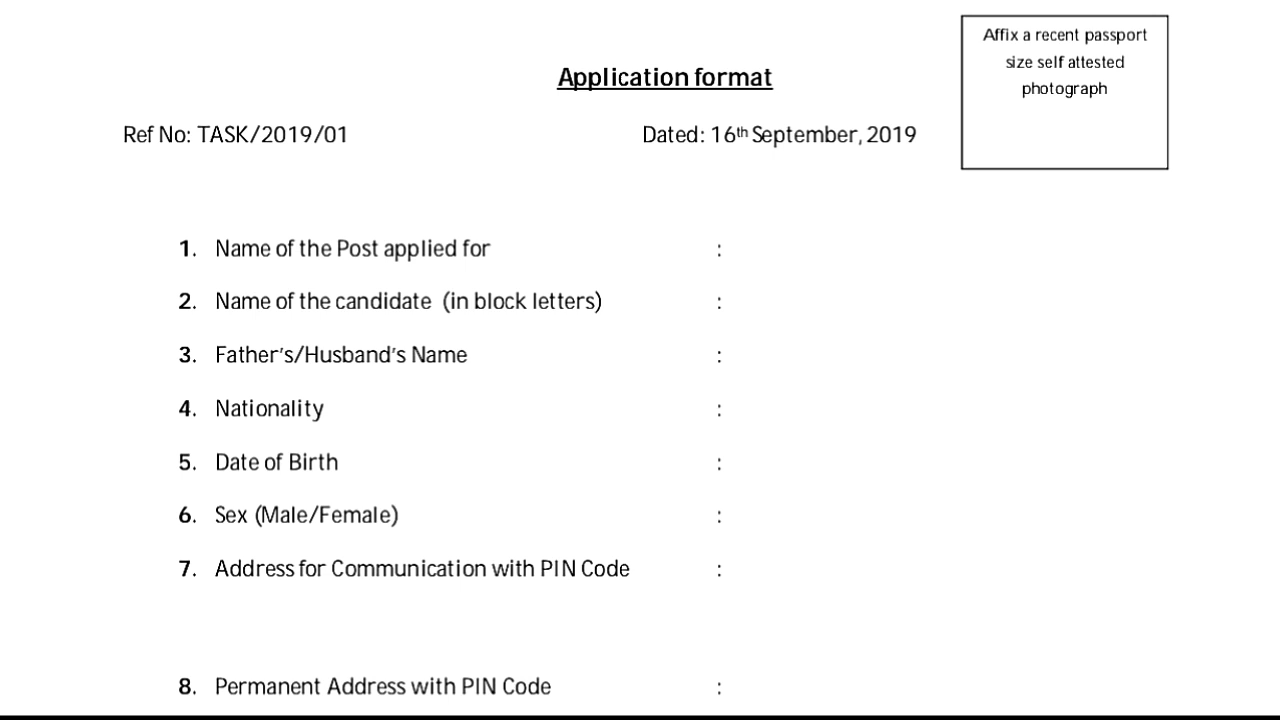 Affix a recent passport
size self attested
photograph
Application format
Ref No: TASK/2019/01 Dated: 16th September, 2019
1. Name of the Post applied for :
2. Name of the candidate (in block letters) :
3. Father's/Husband's Name :
4. Nationality :
5. Date of Birth :
6. Sex (Male/Female) :
7. Address for Communication with PIN Code :
8. Permanent Address with PIN Code :